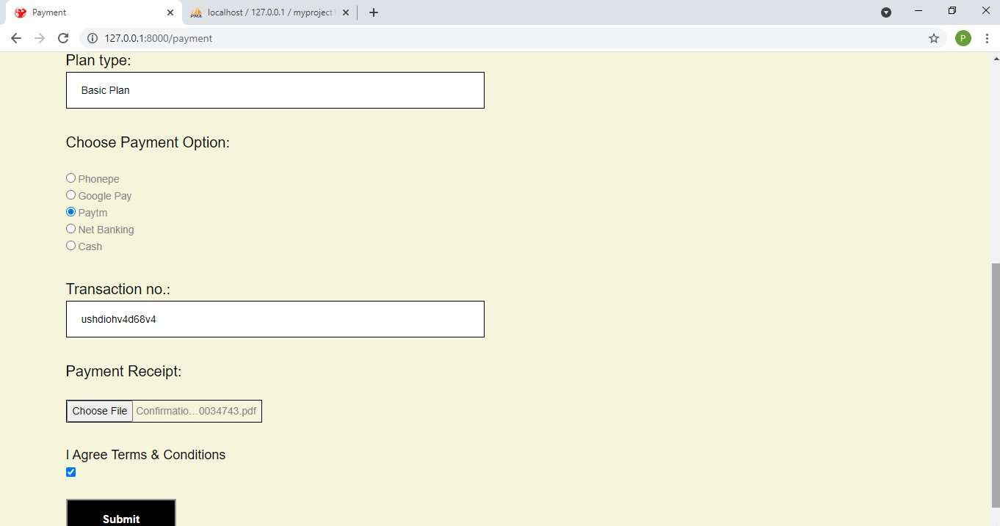 Payment
PMA
localhost / 127.0.0.1 / myproject
127.0.0.1:8000/payment
P
Plan type:
Basic Plan
Choose Payment Option:
Phonepe
Google Pay
Paytm
Net Banking
Cash
Transaction no.:
ushdiohv4d68v4
Payment Receipt:
Choose File Confirmatio...0034743.pdf
I Agree Terms & Conditions
Submit